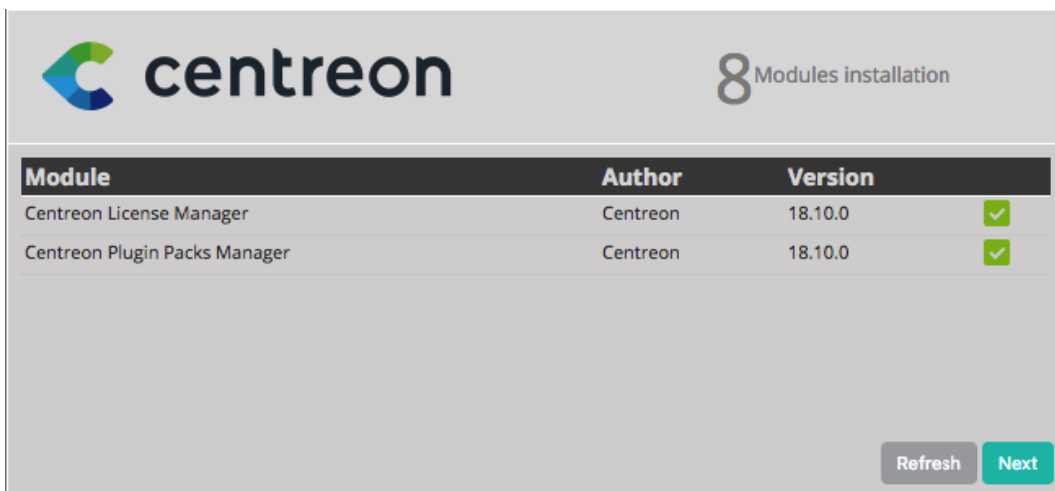 centreon
8 Modules installation
Module Author Version
Centreon License Manager Centreon 18.10.0
Centreon Plugin Packs Manager Centreon 18.10.0
Refresh Next